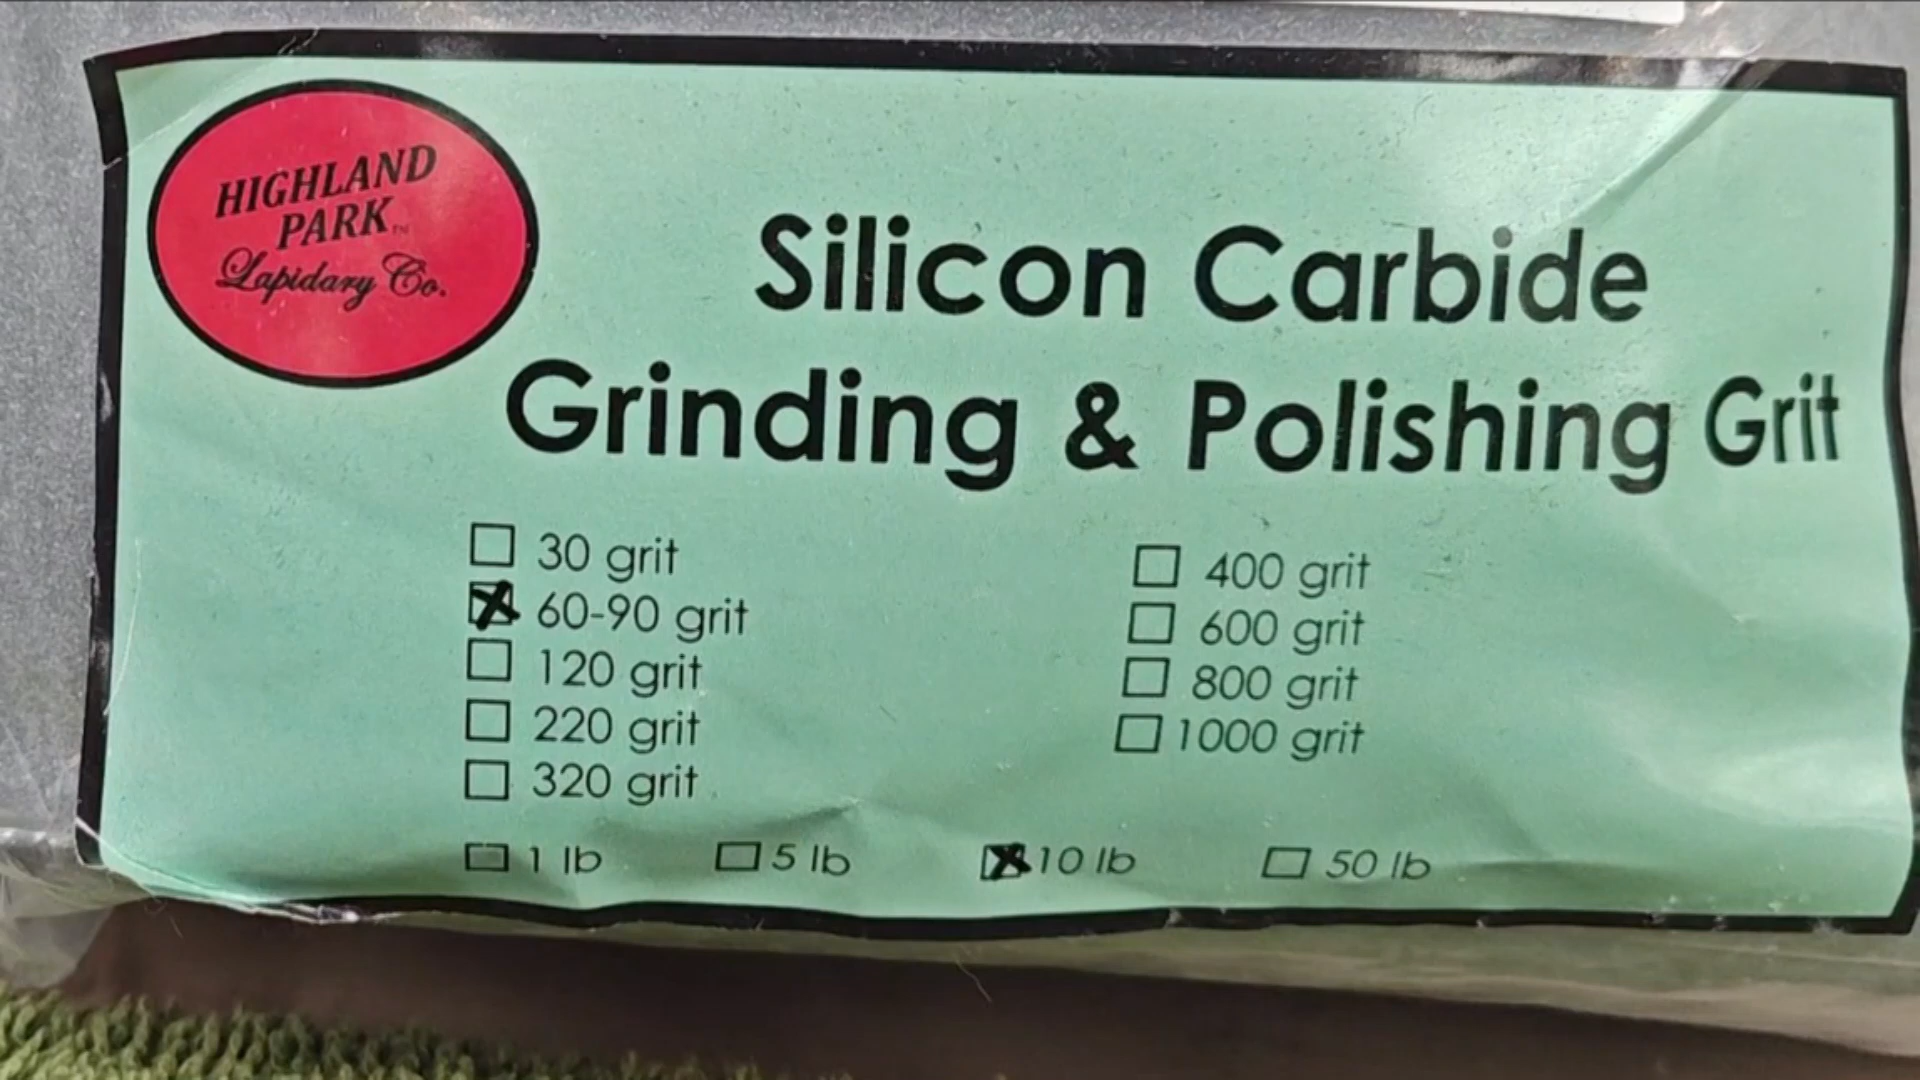 HIGHLAND
PARK™
Lapidary Co.
Silicon Carbide
Grinding & Polishing Grit
30 grit
60-90 grit
120 grit
220 grit
320 grit
400 grit
600 grit
800 grit
1000 grit
1 lb 5 lb 10 lb 50 lb